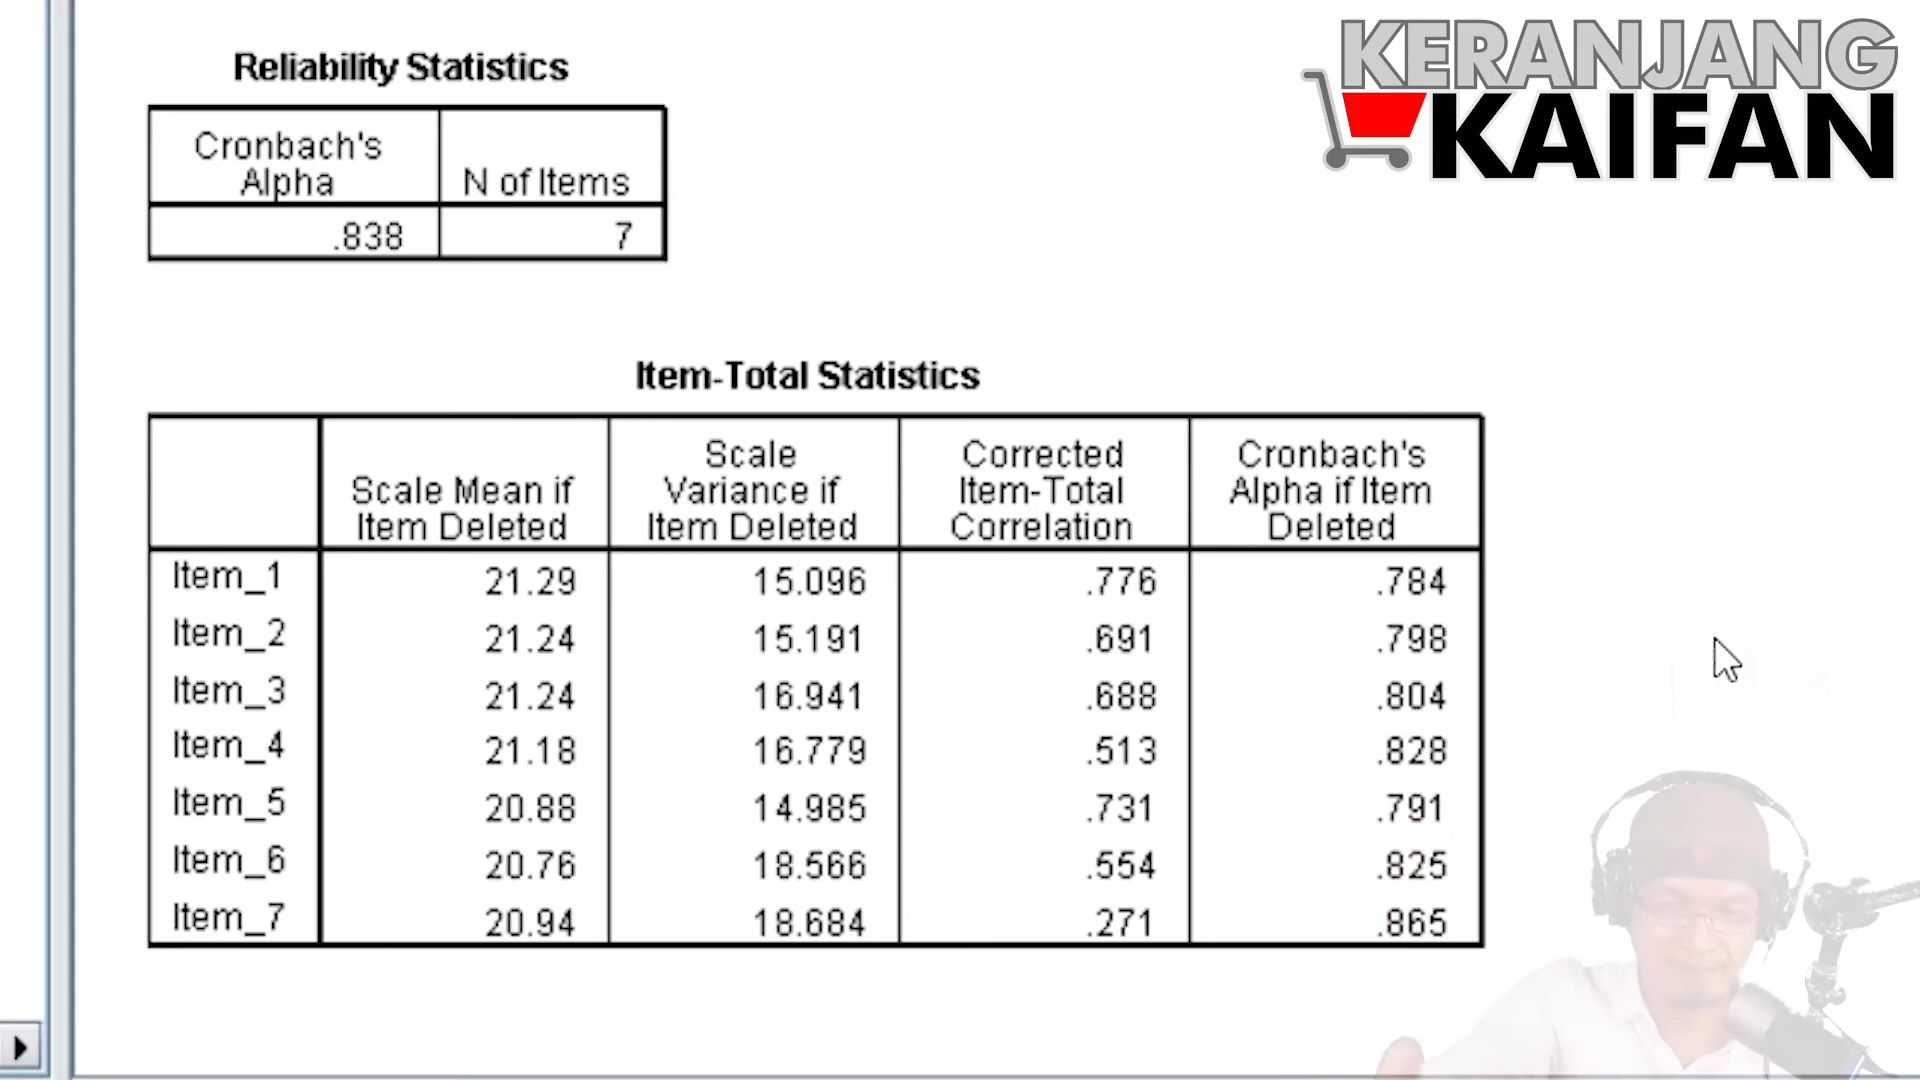 KERANJANG
KAIFAN
Reliability Statistics
Cronbach's
Alpha
N of Items
.838
7
Item-Total Statistics
Scale Mean if
Item Deleted
Scale
Variance if
Item Deleted
Corrected
Item-Total
Correlation
Cronbach's
Alpha if Item
Deleted
Item_1 21.29 15.096 .776 .784
Item_2 21.24 15.191 .691 .798
Item_3 21.24 16.941 .688 .804
Item_4 21.18 16.779 .513 .828
Item_5 20.88 14.985 .731 .791
Item_6 20.76 18.566 .554 .825
Item_7 20.94 18.684 .271 .865